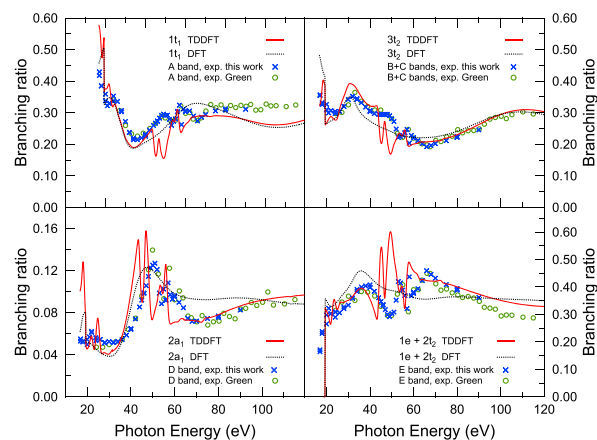 0.60
0.50
0.40
0.30
0.20
0.10
0.00
Branching ratio
1t1 TDDFT
1t1 DFT
A band, exp. this work
A band, exp. Green
3t2 TDDFT
3t2 DFT
B+C bands, exp. this work
B+C bands, exp. Green
0.60
0.50
0.40
0.30
0.20
0.10
0.00
Branching ratio
0.16
0.12
0.08
0.04
0.00
Branching ratio
2a1 TDDFT
2a1 DFT
D band, exp. this work
D band, exp. Green
1e + 2t2 TDDFT
1e + 2t2 DFT
E band, exp. this work
E band, exp. Green
0.60
0.50
0.40
0.30
0.20
0.10
0.00
Branching ratio
20 40 60 80 100
20 40 60 80 100 120
Photon Energy (eV)
Photon Energy (eV)